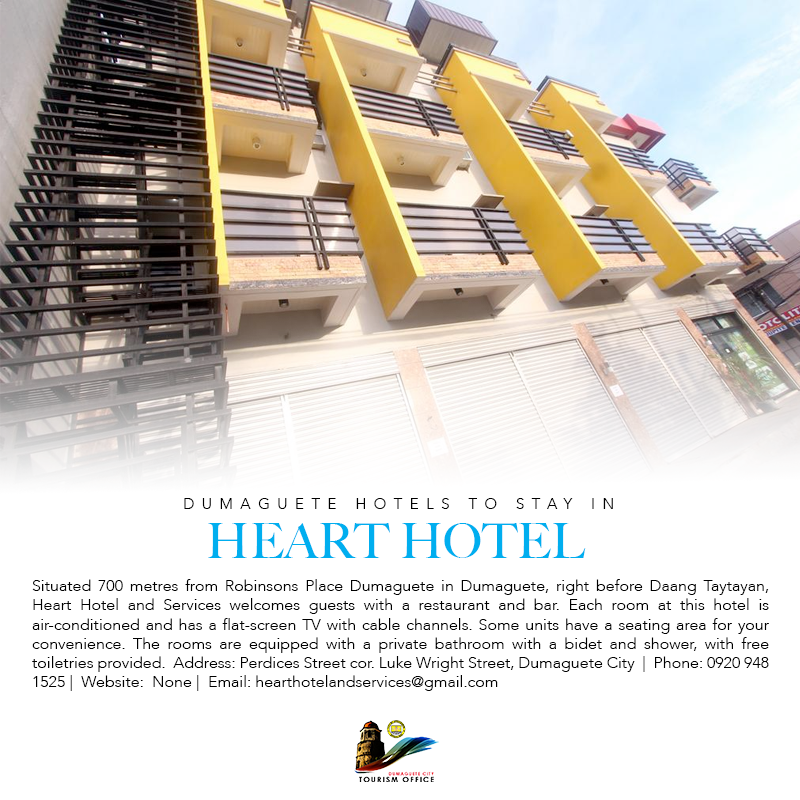 OTO LIT
DUMAGUETE HOTELS TO STAY IN
HEART HOTEL
Situated 700 metres from Robinsons Place Dumaguete in Dumaguete, right before Daang Taytayan,
Heart Hotel and Services welcomes guests with a restaurant and bar. Each room at this hotel is
air-conditioned and has a flat-screen TV with cable channels. Some units have a seating area for your
convenience. The rooms are equipped with a private bathroom with a bidet and shower, with free
toiletries provided. Address: Perdices Street cor. Luke Wright Street, Dumaguete City | Phone: 0920 948
1525 | Website: None | Email: hearthotelandservices@gmail.com
DUMAGUETE CITY
TOURISM OFFICE